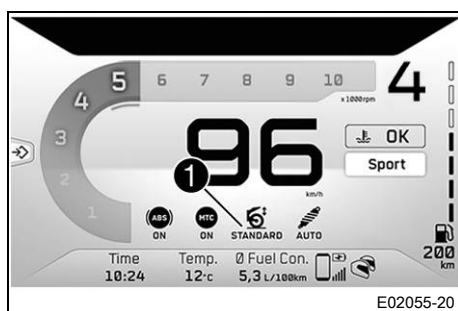 1 2 3 4 5 6 7 8 9 10
x1000rpm
4
96
km/h
OK
Sport
1
ABS MTC
ON ON STANDARD AUTO
Time Temp. Ø Fuel Con.
10:24 12°C 5,3 L/100km
200
km
E02055-20